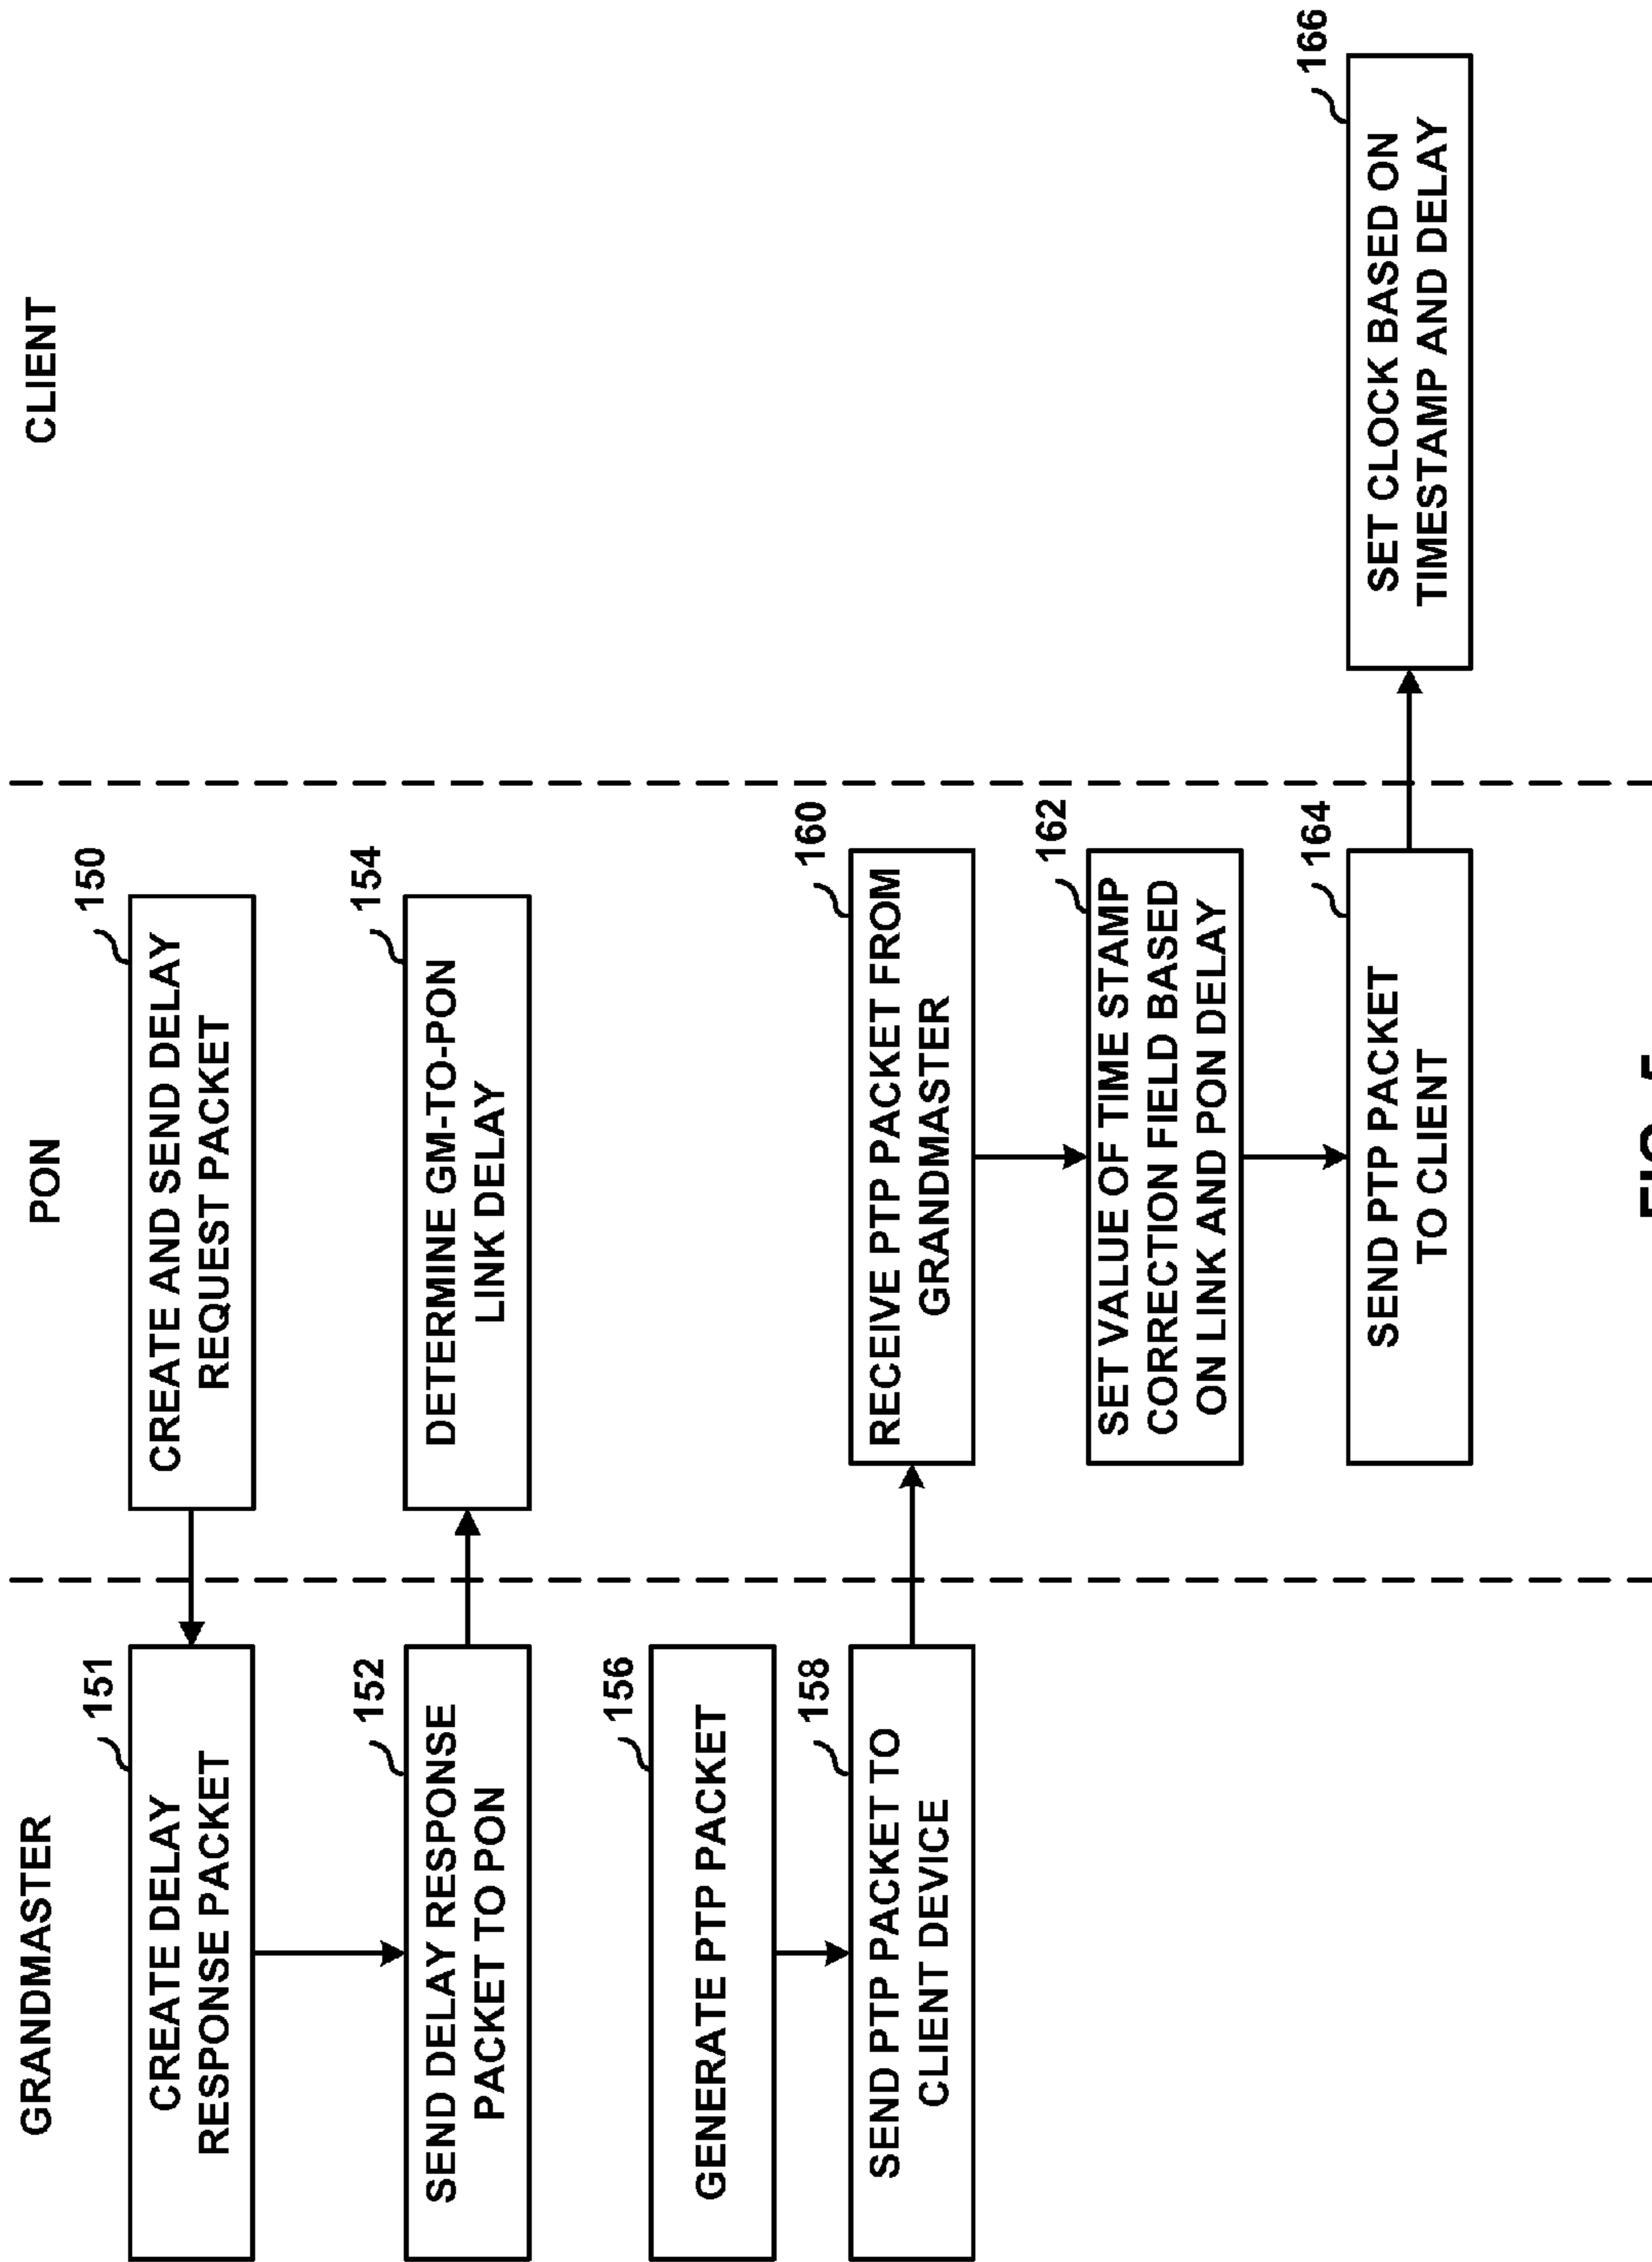 GRANDMASTER
PON
CLIENT
151
CREATE DELAY
RESPONSE PACKET
150
CREATE AND SEND DELAY
REQUEST PACKET
152
SEND DELAY RESPONSE
PACKET TO PON
154
DETERMINE GM-TO-PON
LINK DELAY
156
GENERATE PTP PACKET
158
SEND PTP PACKET TO
CLIENT DEVICE
160
RECEIVE PTP PACKET FROM
GRANDMASTER
162
SET VALUE OF TIME STAMP
CORRECTION FIELD BASED
ON LINK AND PON DELAY
164
SEND PTP PACKET
TO CLIENT
166
SET CLOCK BASED ON
TIMESTAMP AND DELAY
FIG. 5